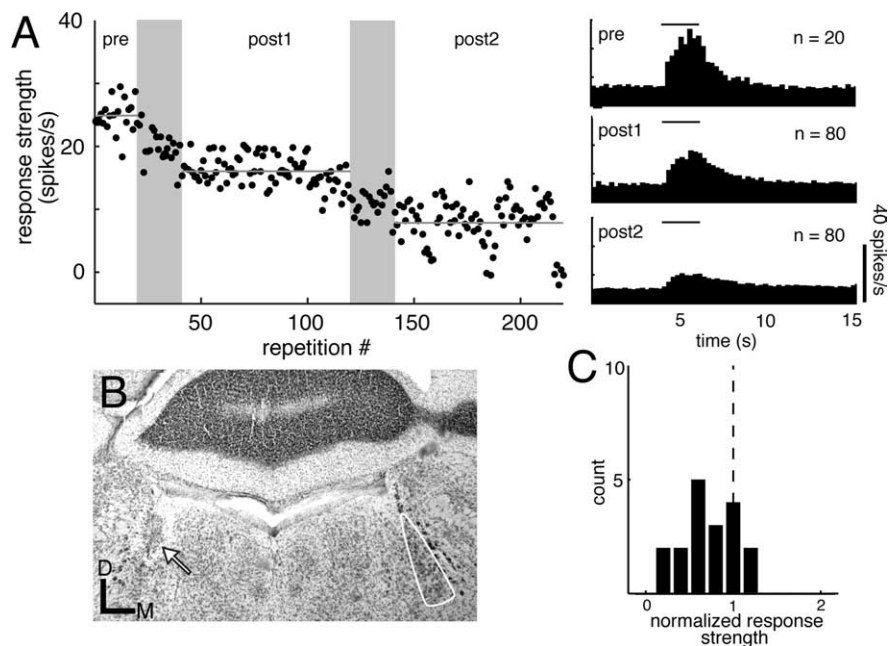 A
40
20
0
response strength
(spikes/s)
pre
post1
post2
50
100
150
200
repetition #
pre
n = 20
post1
n = 80
post2
n = 80
40 spikes/s
5
10
15
time (s)
B
D
M
C
10
5
count
0
1
2
normalized response
strength